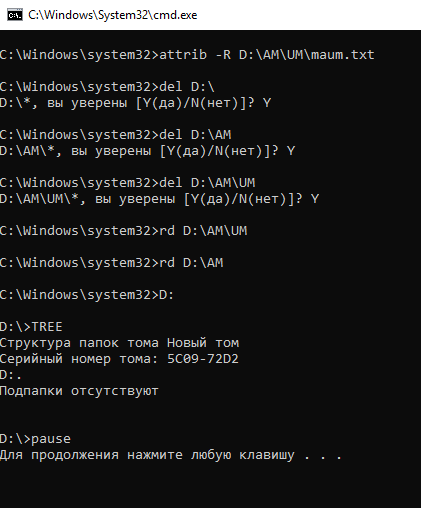 C:\Windows\System32\cmd.exe
C:\Windows\system32>attrib -R D:\AM\UM\maum.txt
C:\Windows\system32>del D:\
D:\*, вы уверены [Y(да)/N(нет)]? Y
C:\Windows\system32>del D:\AM
D:\AM\*, вы уверены [Y(да)/N(нет)]? Y
C:\Windows\system32>del D:\AM\UM
D:\AM\UM\*, вы уверены [Y(да)/N(нет)]? Y
C:\Windows\system32>rd D:\AM\UM
C:\Windows\system32>rd D:\AM
C:\Windows\system32>D:
D:\>TREE
Структура папок тома Новый том
Серийный номер тома: 5C09-72D2
D:.
Подпапки отсутствуют
D:\>pause
Для продолжения нажмите любую клавишу . . .